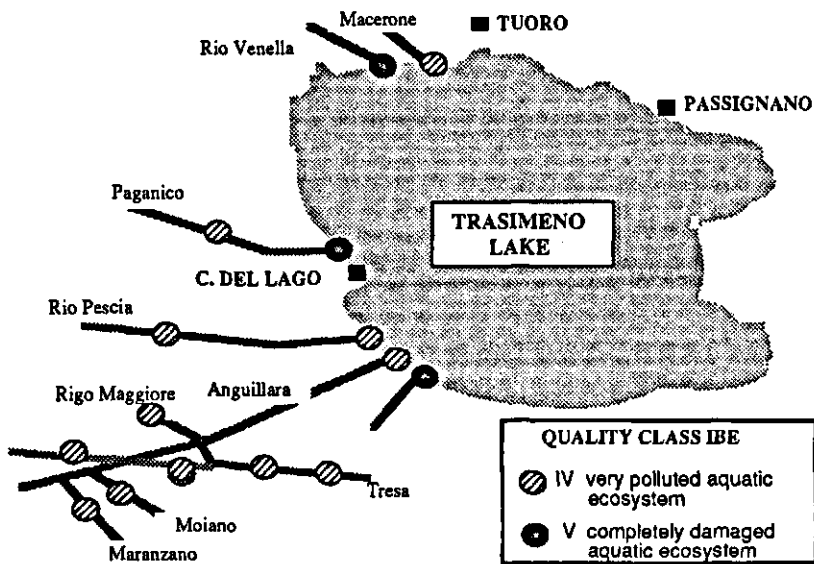 Macerone
TUORO
Rio Venella
PASSIGNANO
Paganico
TRASIMENO
LAKE
C. DEL LAGO
Rio Pescia
Anguillara
Rigo Maggiore
QUALITY CLASS IBE
IV very polluted aquatic
ecosystem
Tresa
Moiano
V completely damaged
aquatic ecosystem
Maranzano